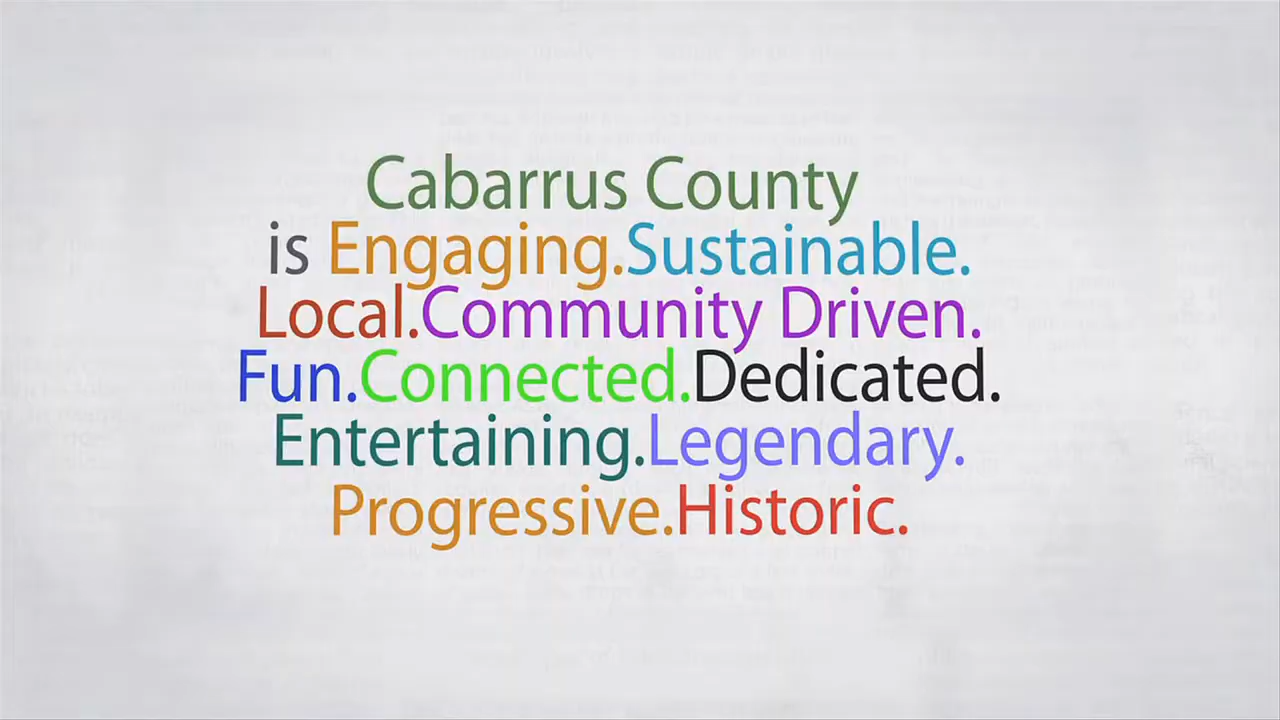 Cabarrus County
is Engaging.Sustainable.
Local.Community Driven.
Fun.Connected.Dedicated.
Entertaining.Legendary.
Progressive.Historic.